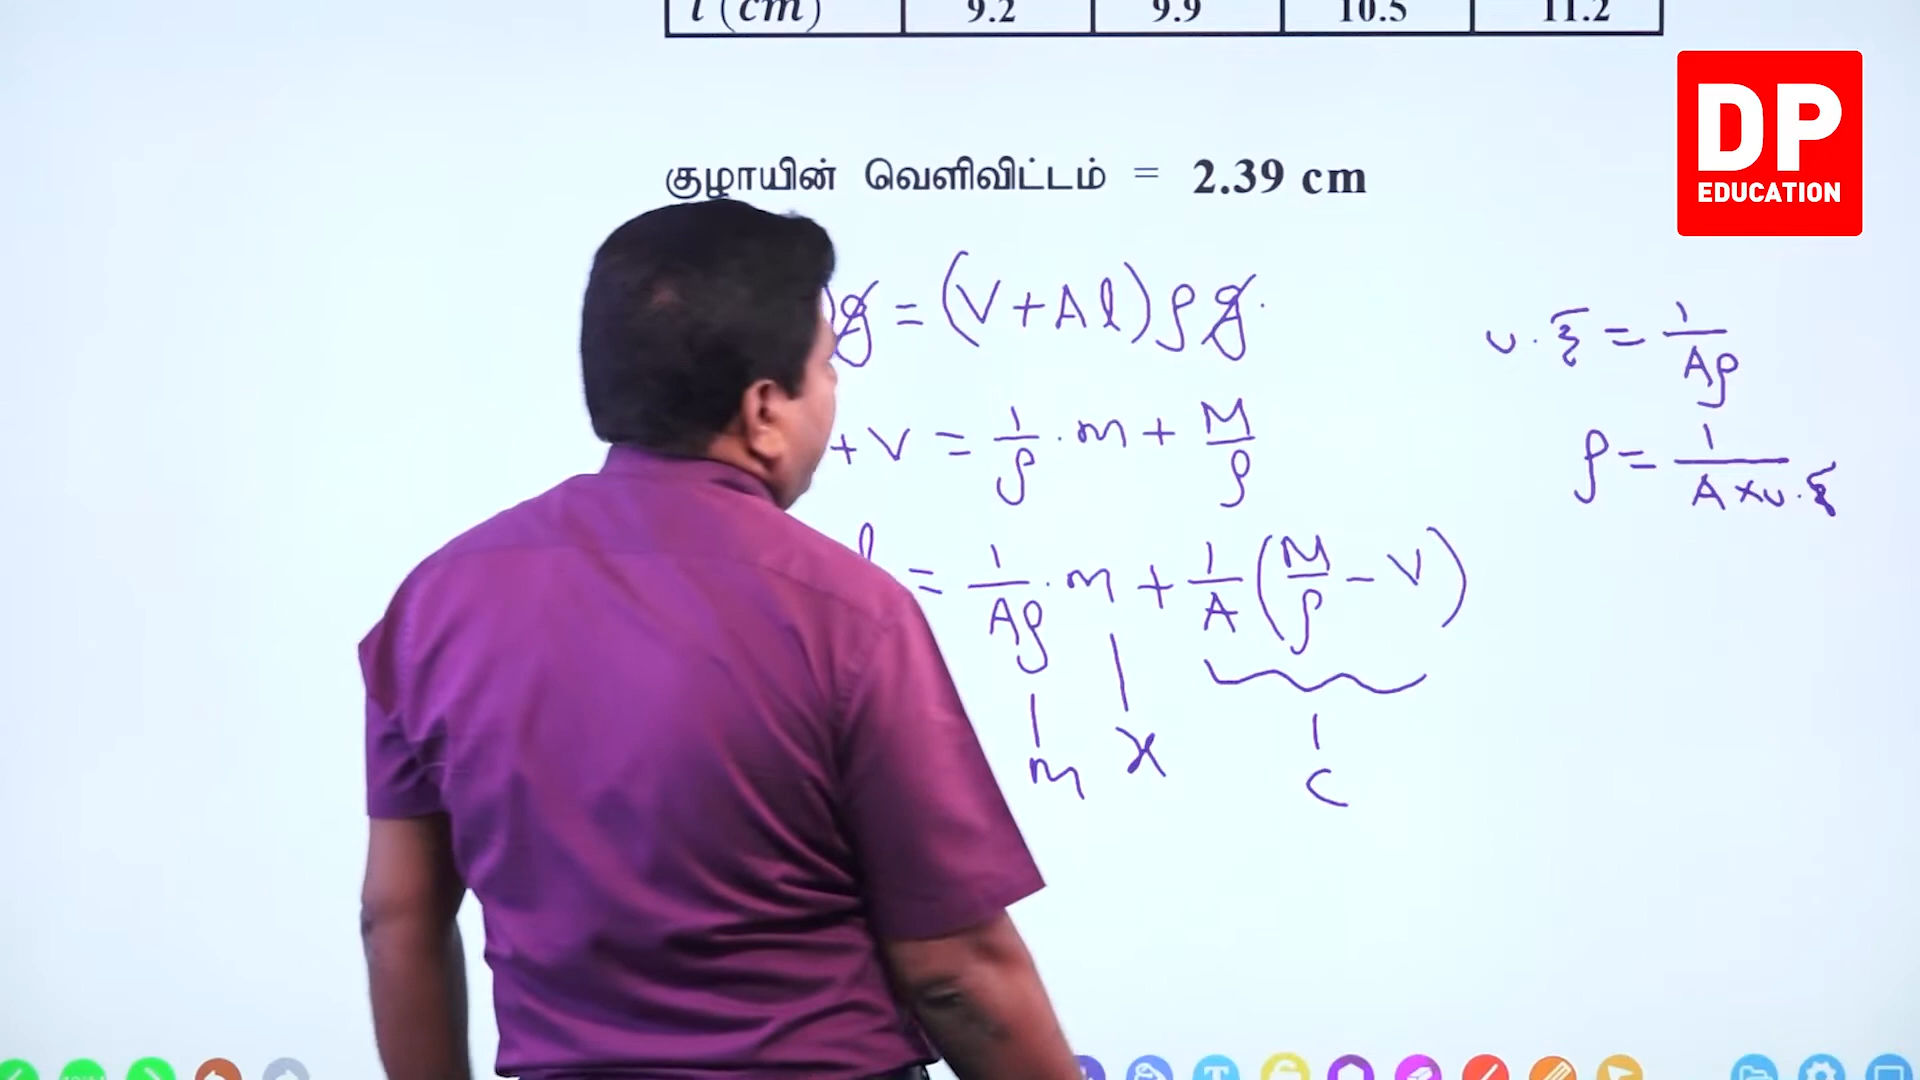 l (cm) 9.2 9.9 10.5 11.2
DP
EDUCATION
குழாயின் வெளிவிட்டம் = 2.39 cm
)g = (V + A l) ρ g
+ V = 1/ρ . m + M/ρ
l = 1/Aρ . m + 1/A (M/ρ - V)
m x c
= 1/Aρ
ρ = 1/A x